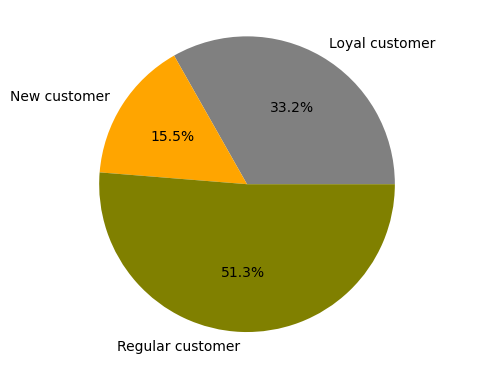 Loyal customer
33.2%
New customer
15.5%
51.3%
Regular customer